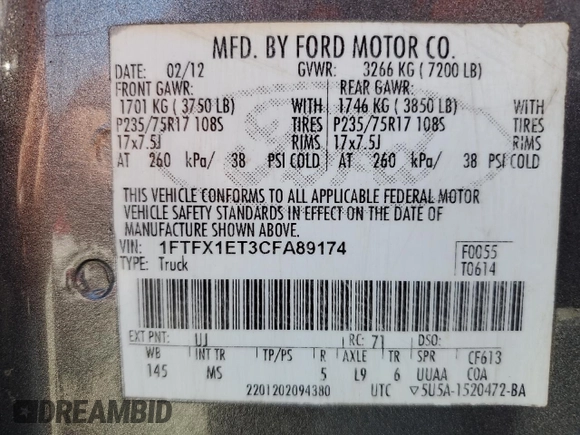 MFD. BY FORD MOTOR CO.
DATE: 02/12 GVWR: 3266 KG ( 7200 LB)
FRONT GAWR: REAR GAWR:
1701 KG ( 3750 LB) WITH 1746 KG ( 3850 LB) WITH
P235/75R17 108S TIRES P235/75R17 108S TIRES
17x7.5J RIMS 17x7.5J RIMS
AT 260 kPa/ 38 PSI COLD AT 260 kPa/ 38 PSI COLD
THIS VEHICLE CONFORMS TO ALL APPLICABLE FEDERAL MOTOR
VEHICLE SAFETY STANDARDS IN EFFECT ON THE DATE OF
MANUFACTURE SHOWN ABOVE.
VIN: 1FTFX1ET3CFA89174 F0055
TYPE: Truck T0614
EXT PNT: UJ RC: 71 DSO:
WB INT TR TP/PS R AXLE TR SPR CF613
145 MS 5 L9 6 UUAA COA
2201202094380 UTC ▽5U5A-1520472-BA
DREAMBID